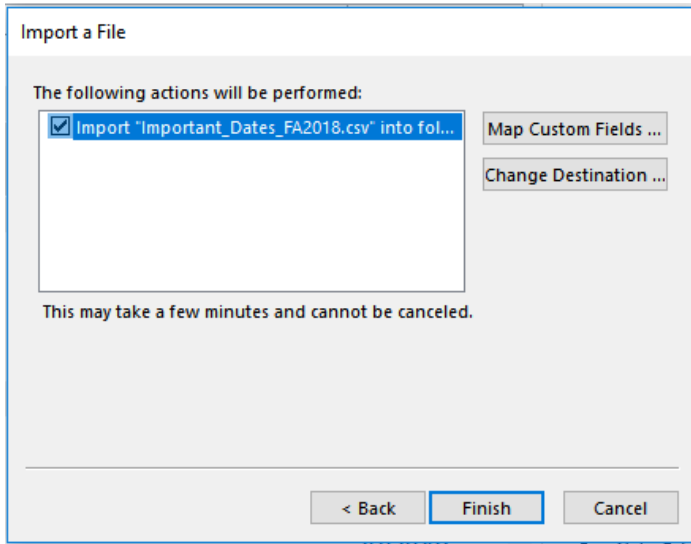 Import a File
The following actions will be performed:
Import "Important_Dates_FA2018.csv" into fol...
Map Custom Fields ...
Change Destination ...
This may take a few minutes and cannot be canceled.
< Back
Finish
Cancel